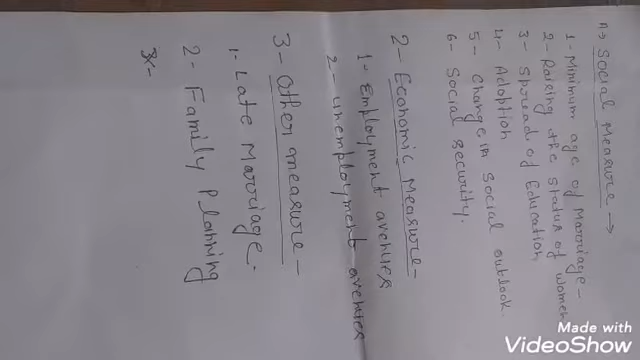 A→ Social Measure →
1- Minimum age of Marriage-
2- Raising the status of women
3- Spread of Education
4- Adoption
5- Change in Social outlook.
6- Social Security.
2- Economic Measure-
1- Employment avenues
2- unemployment avenues
3- Other measure-
1- Late Marriage.
2- Family Planning
3-
Made with
VideoShow